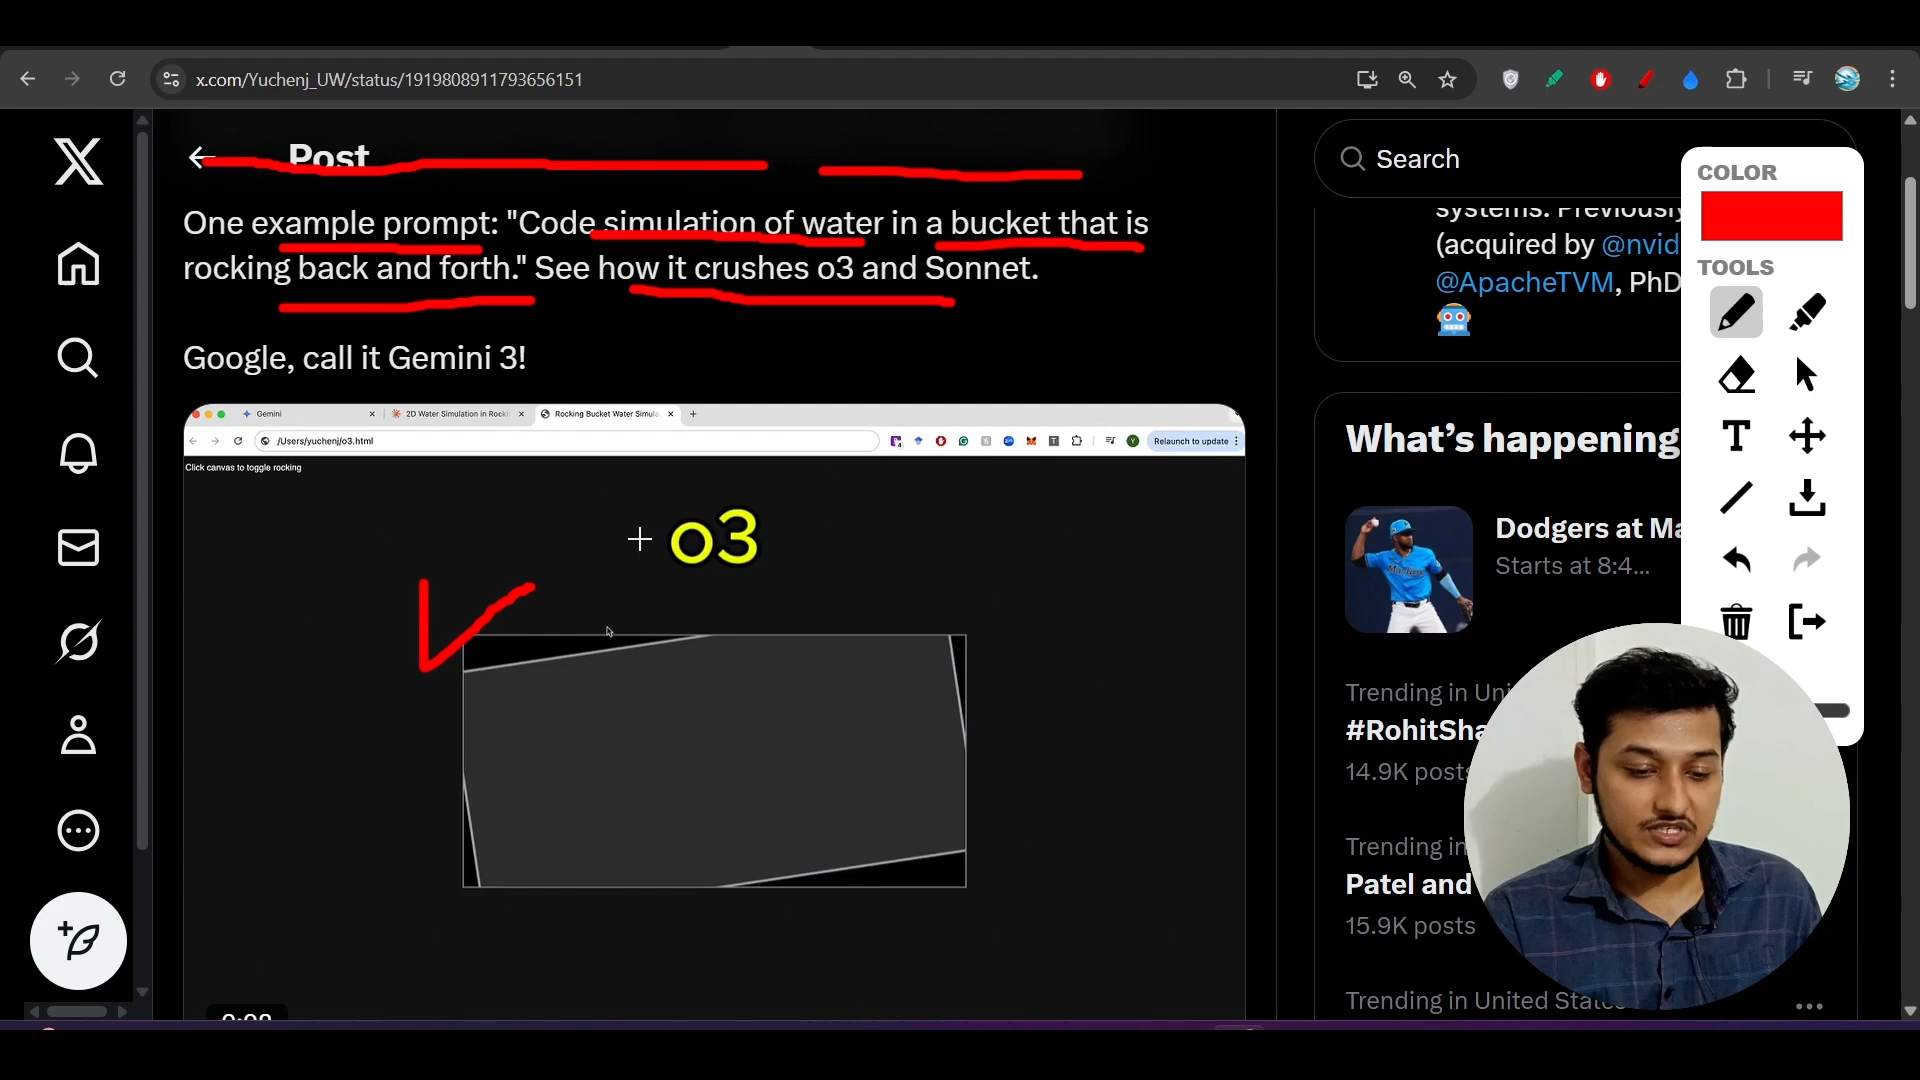 x.com/Yuchenj_UW/status/1919808911793656151
Post
One example prompt: "Code simulation of water in a bucket that is
rocking back and forth." See how it crushes o3 and Sonnet.
Google, call it Gemini 3!
Gemini
2D Water Simulation in Rocki
Rocking Bucket Water Simula
/Users/yuchenj/o3.html
Relaunch to update
Click canvas to toggle rocking
o3
Search
systems. Previously
(acquired by @nvid
@ApacheTVM, PhD
What's happening
Dodgers at Ma
Starts at 8:4...
Trending in Uni
#RohitSha
14.9K posts
Trending in
Patel and
15.9K posts
Trending in United States
COLOR
TOOLS
T